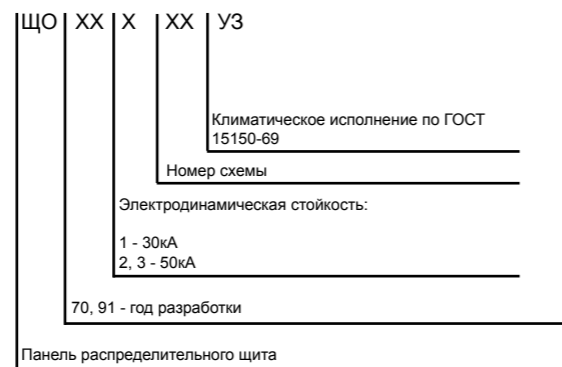 ЩО ХХ Х ХХ УЗ
Климатическое исполнение по ГОСТ
15150-69
Номер схемы
Электродинамическая стойкость:
1 - 30кА
2, 3 - 50кА
70, 91 - год разработки
Панель распределительного щита